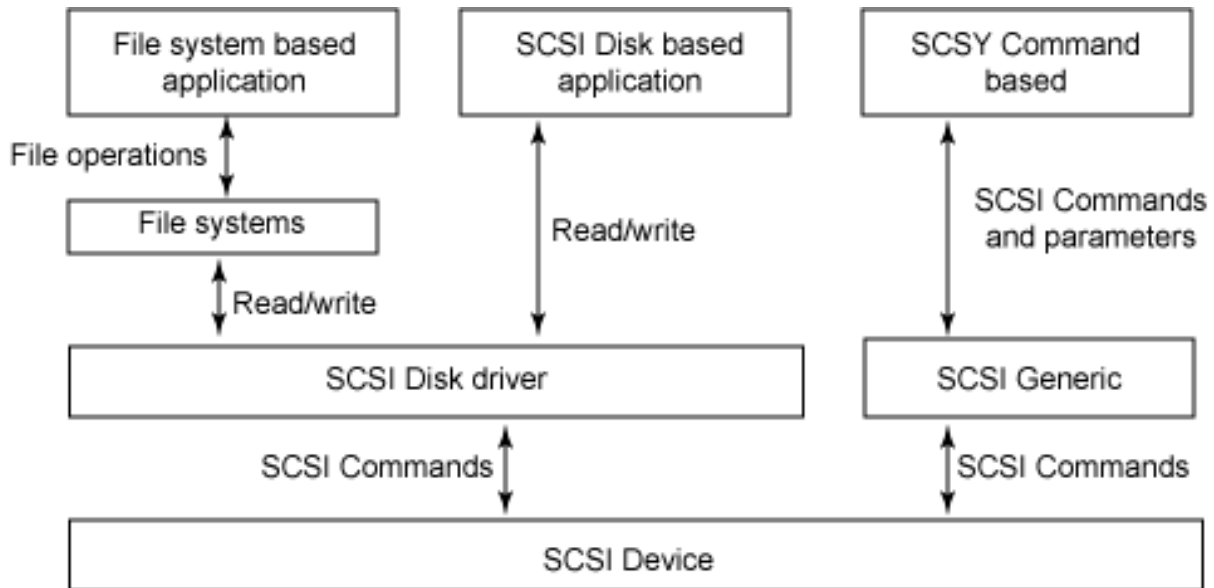 File system based
application
SCSI Disk based
application
SCSY Command
based
File operations
File systems
Read/write
Read/write
SCSI Commands
and parameters
SCSI Disk driver
SCSI Generic
SCSI Commands
SCSI Commands
SCSI Device